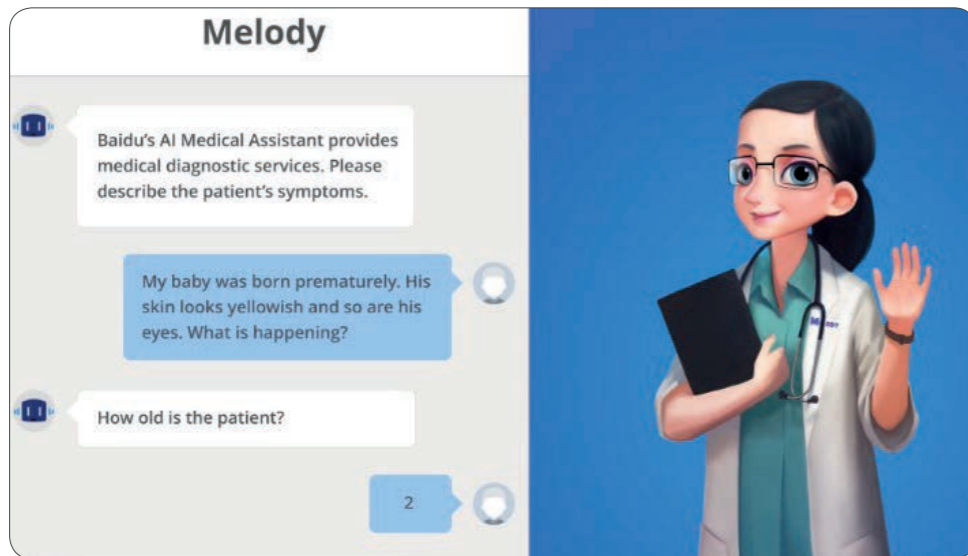 Melody
Baidu's AI Medical Assistant provides
medical diagnostic services. Please
describe the patient's symptoms.
My baby was born prematurely. His
skin looks yellowish and so are his
eyes. What is happening?
How old is the patient?
2